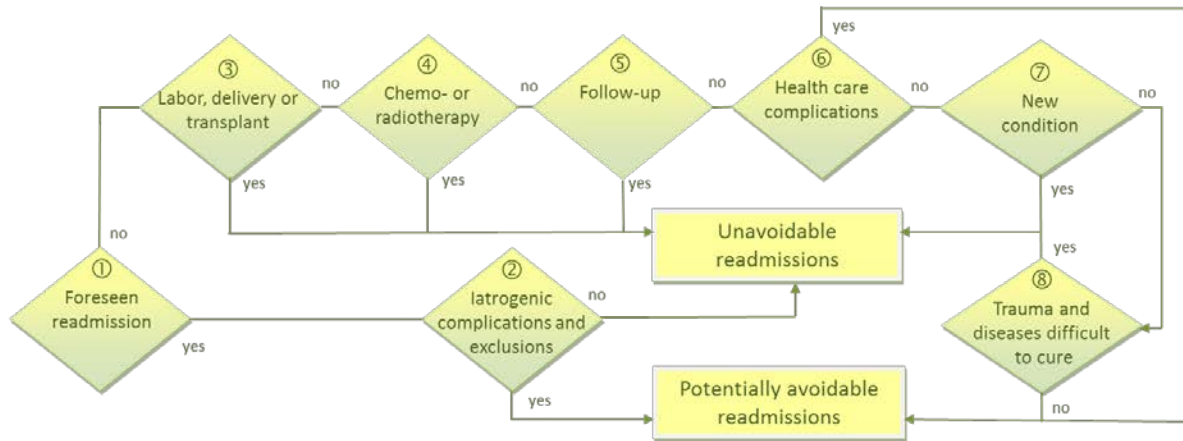 yes
③
Labor, delivery or
transplant
no
④
Chemo- or
radiotherapy
no
⑤
Follow-up
no
⑥
Health care
complications
no
⑦
New
condition
no
yes
yes
yes
yes
no
①
Foreseen
readmission
yes
②
Iatrogenic
complications and
exclusions
no
yes
Unavoidable
readmissions
yes
⑧
Trauma and
diseases difficult
to cure
no
Potentially avoidable
readmissions